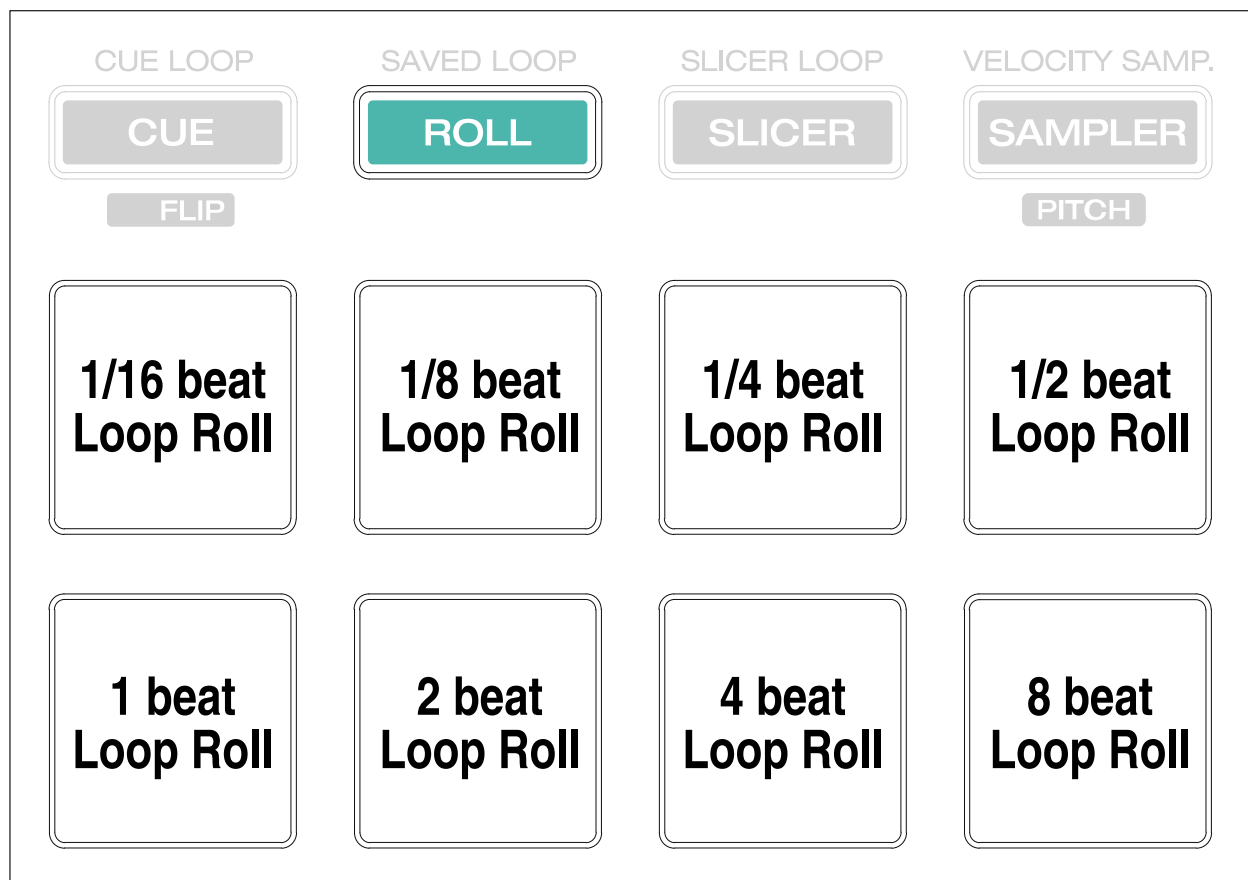 CUE LOOP SAVED LOOP SLICER LOOP VELOCITY SAMP.
CUE ROLL SLICER SAMPLER
FLIP PITCH
1/16 beat 1/8 beat 1/4 beat 1/2 beat
Loop Roll Loop Roll Loop Roll Loop Roll
1 beat 2 beat 4 beat 8 beat
Loop Roll Loop Roll Loop Roll Loop Roll